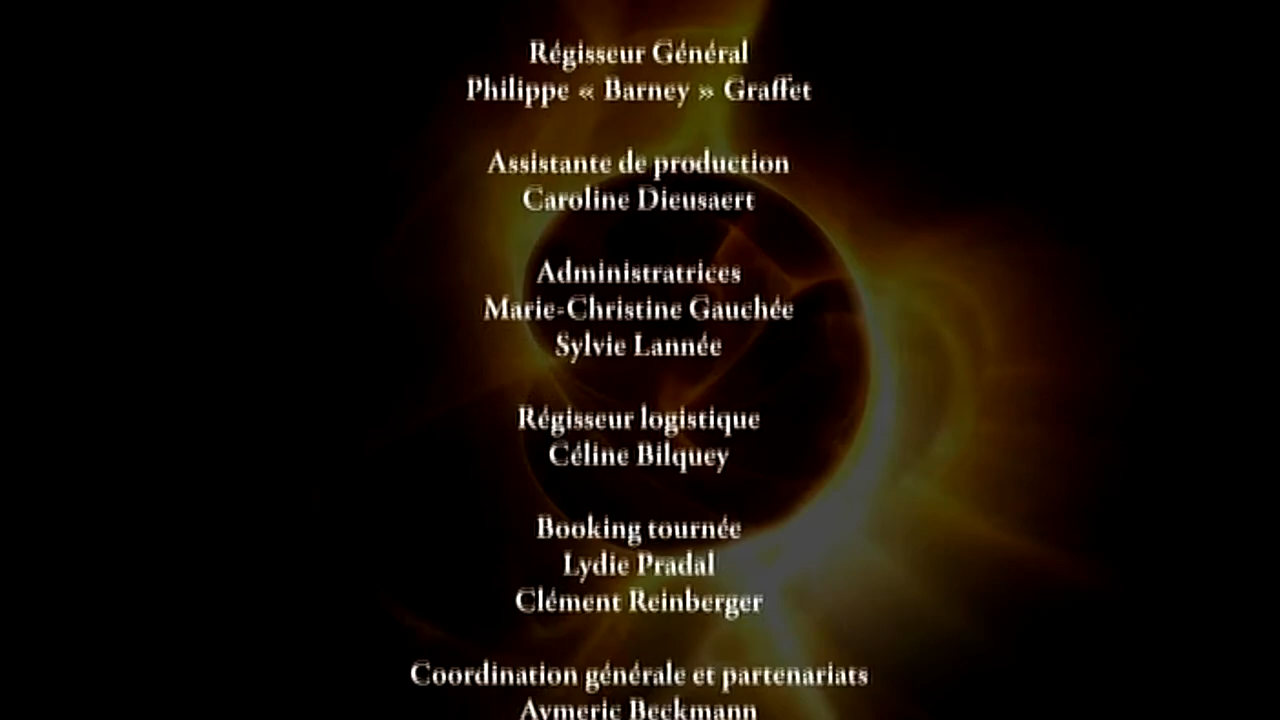 Régisseur Général
Philippe « Barney » Graffet
Assistante de production
Caroline Dieusaert
Administratrices
Marie-Christine Gauchée
Sylvie Lannée
Régisseur logistique
Céline Bilquey
Booking tournée
Lydie Pradal
Clément Reinberger
Coordination générale et partenariats
Aymeric Beckmann